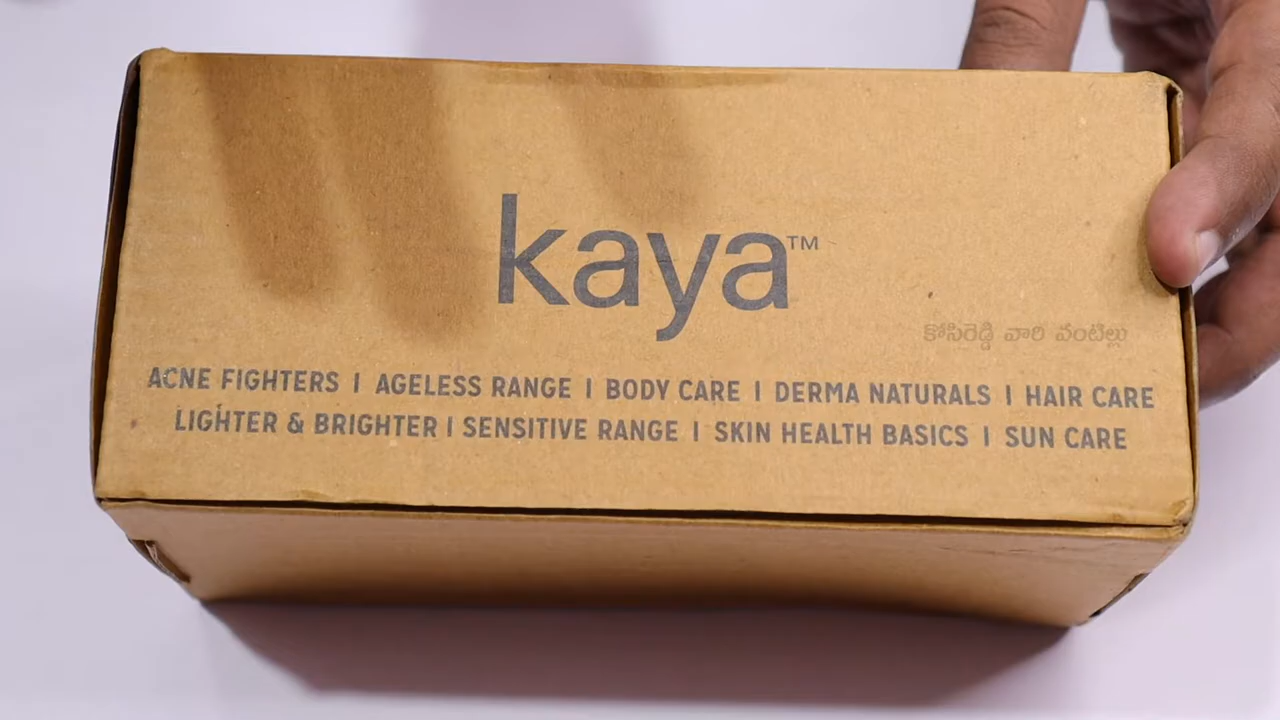 kaya™
కోసిరెడ్డి వారి వంటిల్లు
ACNE FIGHTERS I AGELESS RANGE I BODY CARE I DERMA NATURALS I HAIR CARE
LIGHTER & BRIGHTER I SENSITIVE RANGE I SKIN HEALTH BASICS I SUN CARE